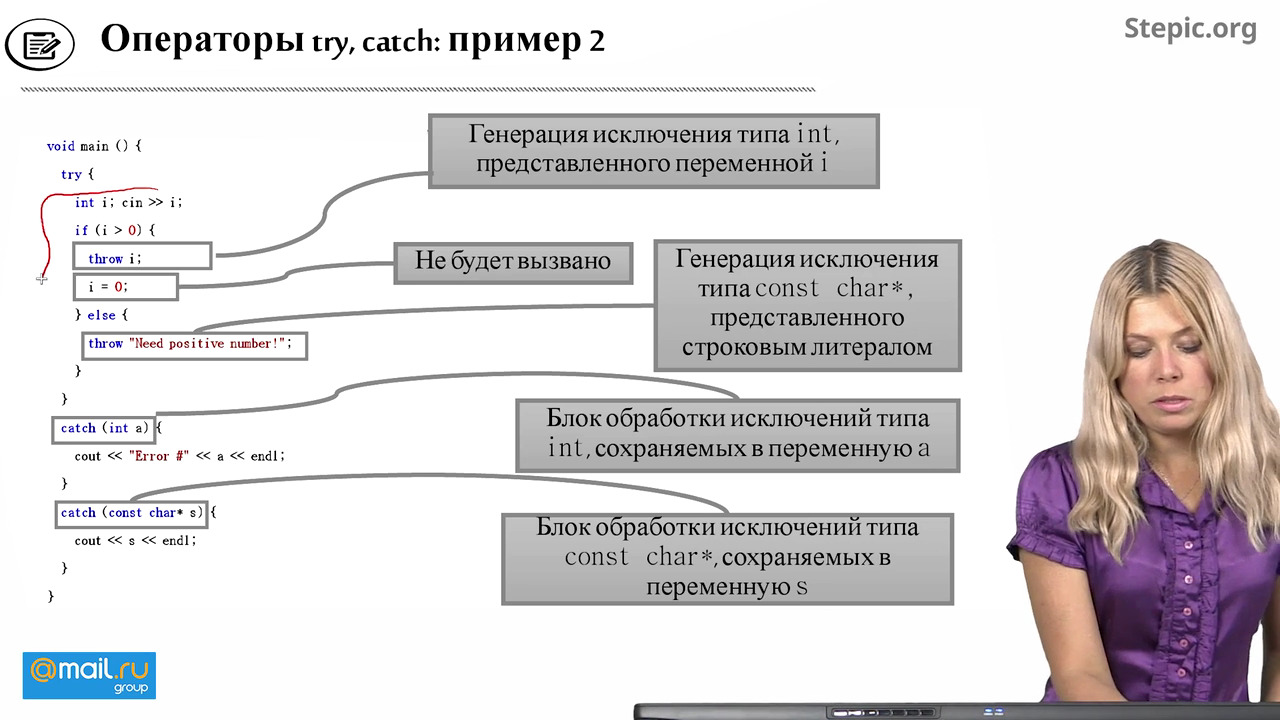 Операторы try, catch: пример 2
Stepic.org
void main () {
try {
int i; cin >> i;
if (i > 0) {
throw i;
i = 0;
} else {
throw "Need positive number!";
}
}
catch (int a) {
cout << "Error #" << a << endl;
}
catch (const char* s) {
cout << s << endl;
}
}
Генерация исключения типа int,
представленного переменной i
Не будет вызвано
Генерация исключения
типа const char*,
представленного
строковым литералом
Блок обработки исключений типа
int, сохраняемых в переменную a
Блок обработки исключений типа
const char*, сохраняемых в
переменную s
@mail.ru
group